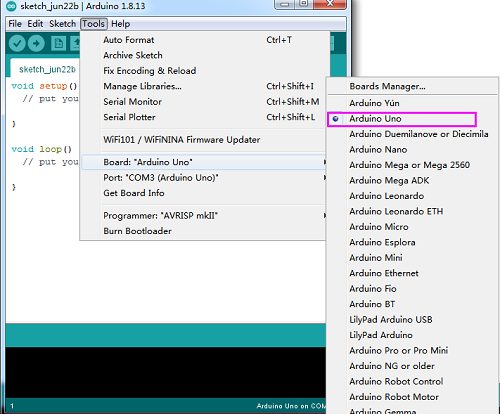 sketch_jun22b | Arduino 1.8.13
File Edit Sketch Tools Help
sketch_jun22b
void setup()
// put you
}
void loop()
// put you
}
Auto Format Ctrl+T
Archive Sketch
Fix Encoding & Reload
Manage Libraries... Ctrl+Shift+I
Serial Monitor Ctrl+Shift+M
Serial Plotter Ctrl+Shift+L
WiFi101 / WiFiNINA Firmware Updater
Board: "Arduino Uno"
Port: "COM3 (Arduino Uno)"
Get Board Info
Programmer: "AVRISP mkII"
Burn Bootloader
Boards Manager...
Arduino Yún
Arduino Uno
Arduino Duemilanove or Diecimila
Arduino Nano
Arduino Mega or Mega 2560
Arduino Mega ADK
Arduino Leonardo
Arduino Leonardo ETH
Arduino Micro
Arduino Esplora
Arduino Mini
Arduino Ethernet
Arduino Fio
Arduino BT
LilyPad Arduino USB
LilyPad Arduino
Arduino Pro or Pro Mini
Arduino NG or older
Arduino Robot Control
Arduino Robot Motor
Arduino Gemma
1 Arduino Uno on COM